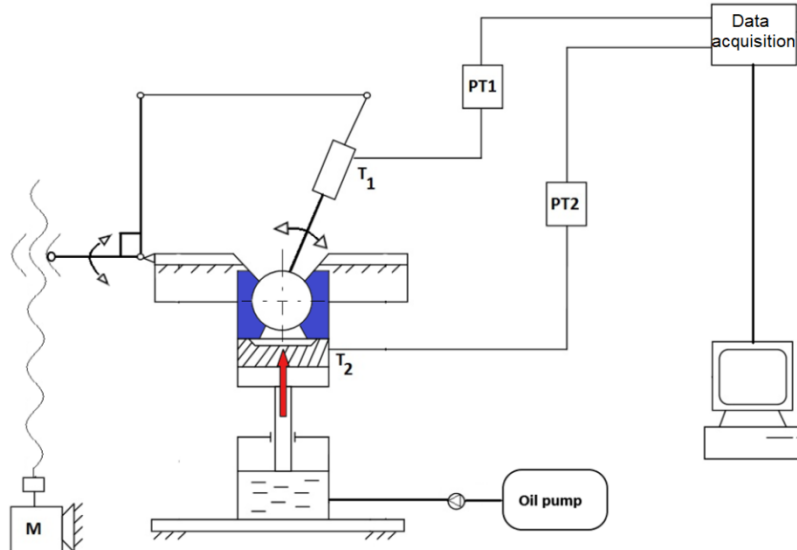 Data
acquisition
PT1
T1
PT2
T2
M
Oil pump